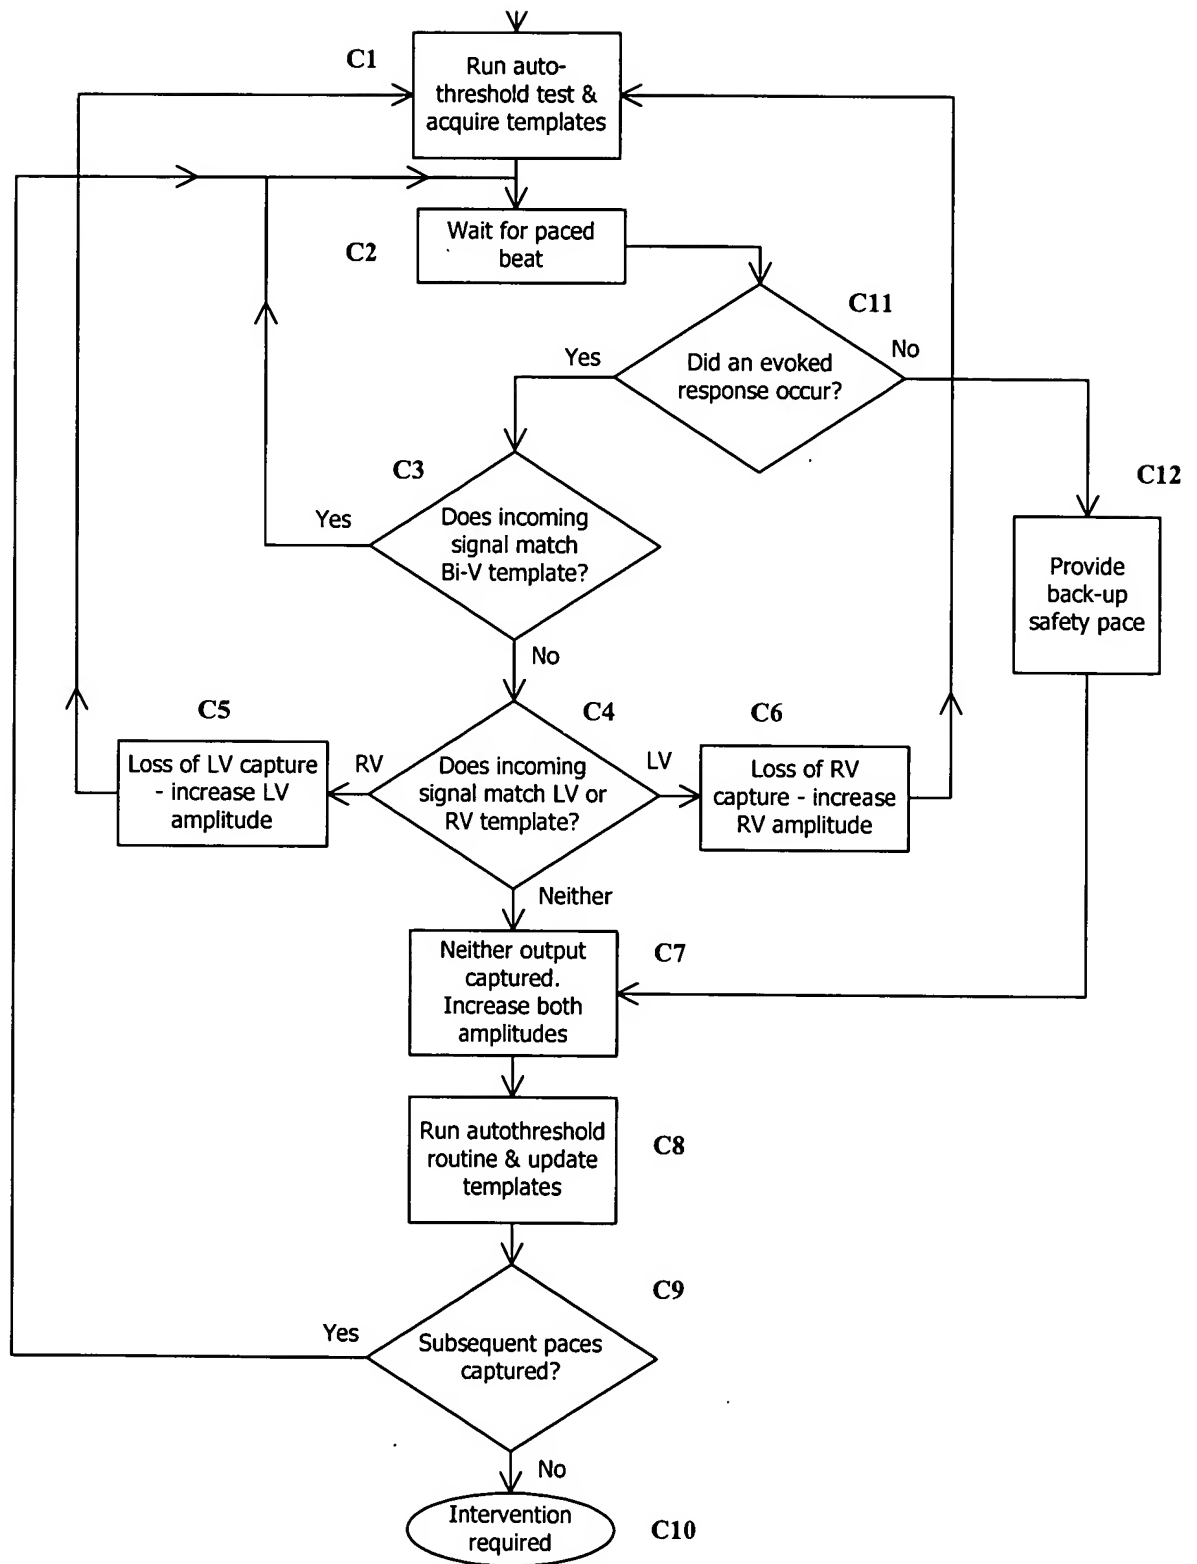 C1
Run auto-
threshold test &
acquire templates
C2
Wait for paced
beat
C11
Yes
Did an evoked
response occur?
No
C3
Yes
Does incoming
signal match
Bi-V template?
No
C12
Provide
back-up
safety pace
C5
Loss of LV capture
- increase LV
amplitude
RV
C4
Does incoming
signal match LV or
RV template?
LV
C6
Loss of RV
capture - increase
RV amplitude
Neither
Neither output
captured.
Increase both
amplitudes
C7
Run autothreshold
routine & update
templates
C8
C9
Yes
Subsequent paces
captured?
No
Intervention
required
C10